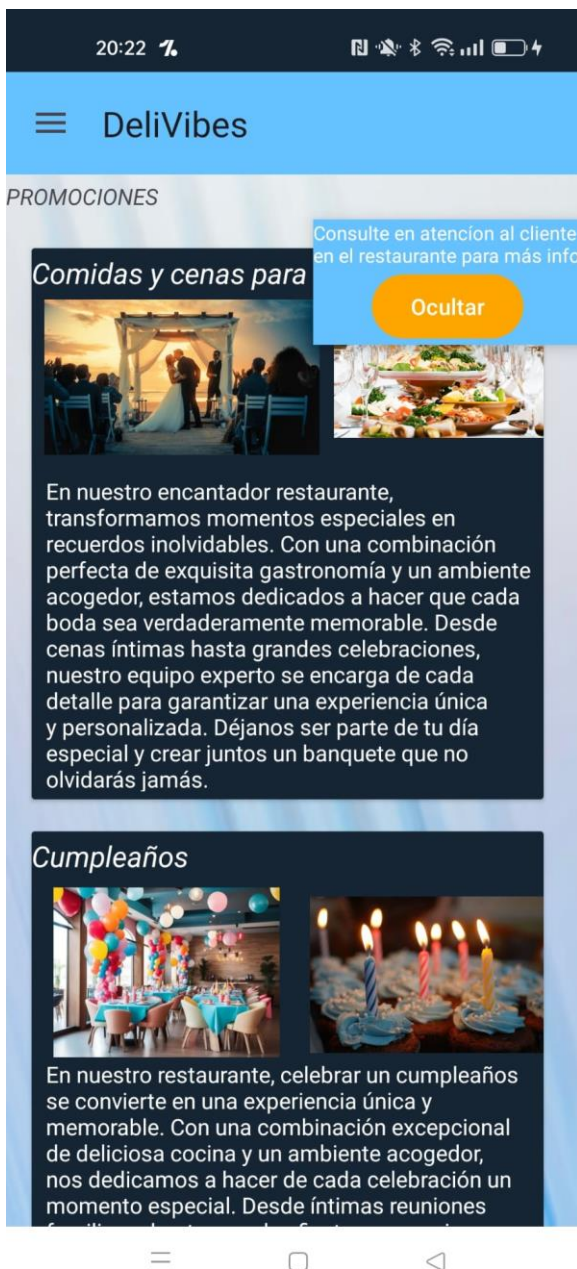 20:22
DeliVibes
PROMOCIONES
Consulte en atencíon al cliente
en el restaurante para más info
Ocultar
Comidas y cenas para
En nuestro encantador restaurante,
transformamos momentos especiales en
recuerdos inolvidables. Con una combinación
perfecta de exquisita gastronomía y un ambiente
acogedor, estamos dedicados a hacer que cada
boda sea verdaderamente memorable. Desde
cenas íntimas hasta grandes celebraciones,
nuestro equipo experto se encarga de cada
detalle para garantizar una experiencia única
y personalizada. Déjanos ser parte de tu día
especial y crear juntos un banquete que no
olvidarás jamás.
Cumpleaños
En nuestro restaurante, celebrar un cumpleaños
se convierte en una experiencia única y
memorable. Con una combinación excepcional
de deliciosa cocina y un ambiente acogedor,
nos dedicamos a hacer de cada celebración un
momento especial. Desde íntimas reuniones